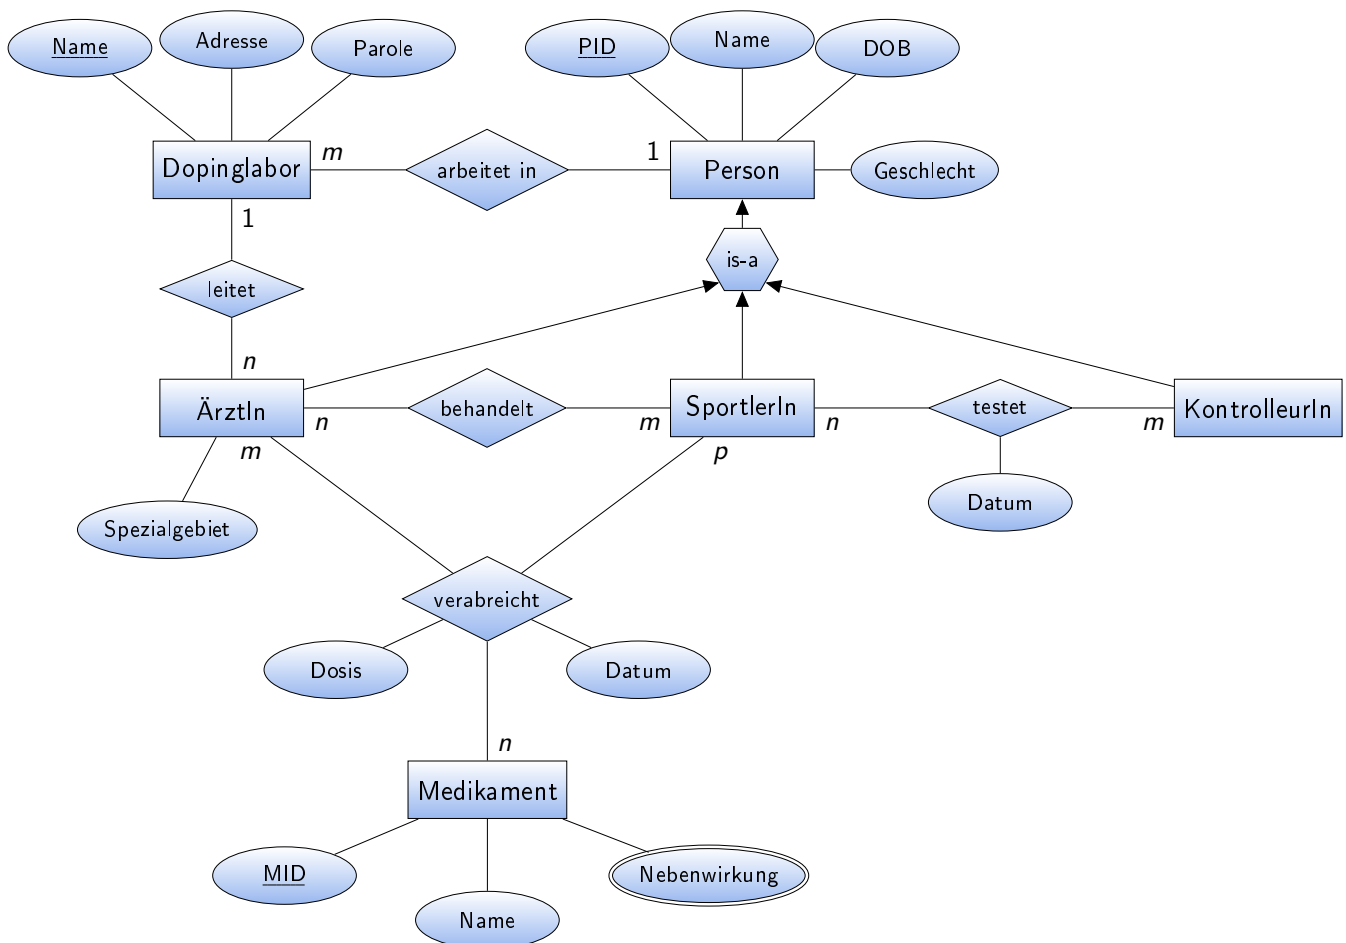 Name
Adresse
Parole
PID
Name
DOB
Dopinglabor
m
arbeitet in
1
Person
Geschlecht
1
is-a
leitet
n
ÄrztIn
n
behandelt
m
SportlerIn
n
testet
m
KontrolleurIn
m
p
Spezialgebiet
Datum
verabreicht
Dosis
Datum
n
Medikament
MID
Name
Nebenwirkung